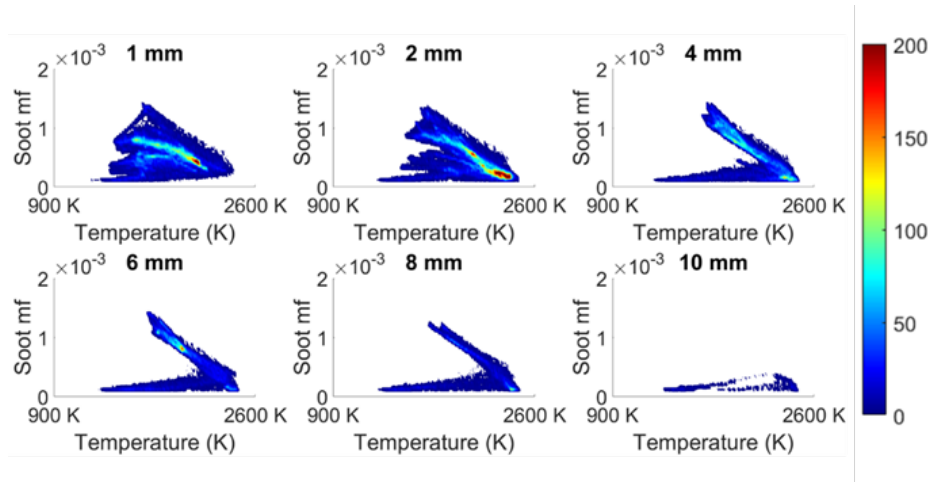 1 mm
×10⁻³
2
1
0
Soot mf
900 K
2600 K
Temperature (K)
2 mm
×10⁻³
2
1
0
Soot mf
900 K
2600 K
Temperature (K)
4 mm
×10⁻³
2
1
0
Soot mf
900 K
2600 K
Temperature (K)
6 mm
×10⁻³
2
1
0
Soot mf
900 K
2600 K
Temperature (K)
8 mm
×10⁻³
2
1
0
Soot mf
900 K
2600 K
Temperature (K)
10 mm
×10⁻³
2
1
0
Soot mf
900 K
2600 K
Temperature (K)
200
150
100
50
0